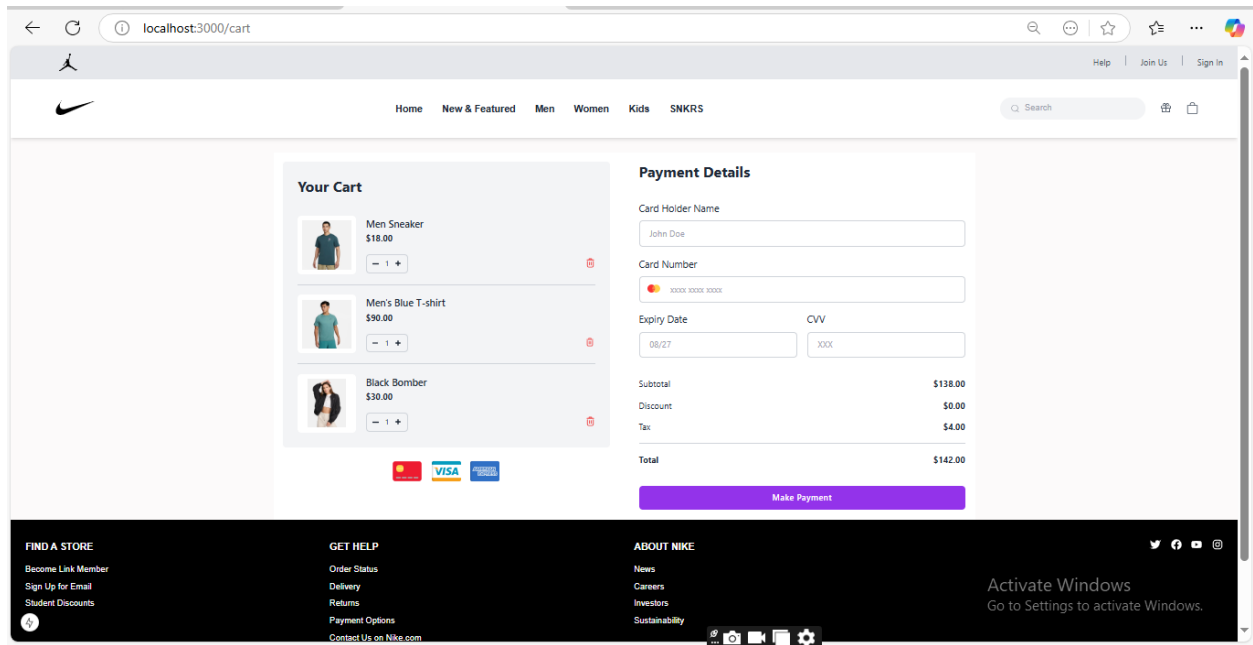 localhost:3000/cart
Help Join Us Sign In
Home New & Featured Men Women Kids SNKRS
Search
Your Cart
Men Sneaker
$18.00
− 1 +
Men's Blue T-shirt
$90.00
− 1 +
Black Bomber
$30.00
− 1 +
VISA
Payment Details
Card Holder Name
John Doe
Card Number
xxxx xxxx xxxx
Expiry Date CVV
08/27 XXX
Subtotal $138.00
Discount $0.00
Tax $4.00
Total $142.00
Make Payment
FIND A STORE
Become Link Member
Sign Up for Email
Student Discounts
GET HELP
Order Status
Delivery
Returns
Payment Options
Contact Us on Nike.com
ABOUT NIKE
News
Careers
Investors
Sustainability
Activate Windows
Go to Settings to activate Windows.